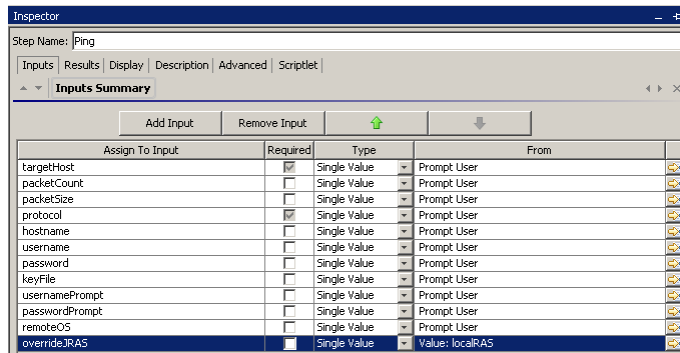 Inspector
Step Name: Ping
Inputs Results Display Description Advanced Scriptlet
Inputs Summary
Add Input Remove Input
Assign To Input Required Type From
targetHost Single Value Prompt User
packetCount Single Value Prompt User
packetSize Single Value Prompt User
protocol Single Value Prompt User
hostname Single Value Prompt User
username Single Value Prompt User
password Single Value Prompt User
keyFile Single Value Prompt User
usernamePrompt Single Value Prompt User
passwordPrompt Single Value Prompt User
remoteOS Single Value Prompt User
overrideJRAS Single Value Value: localRAS